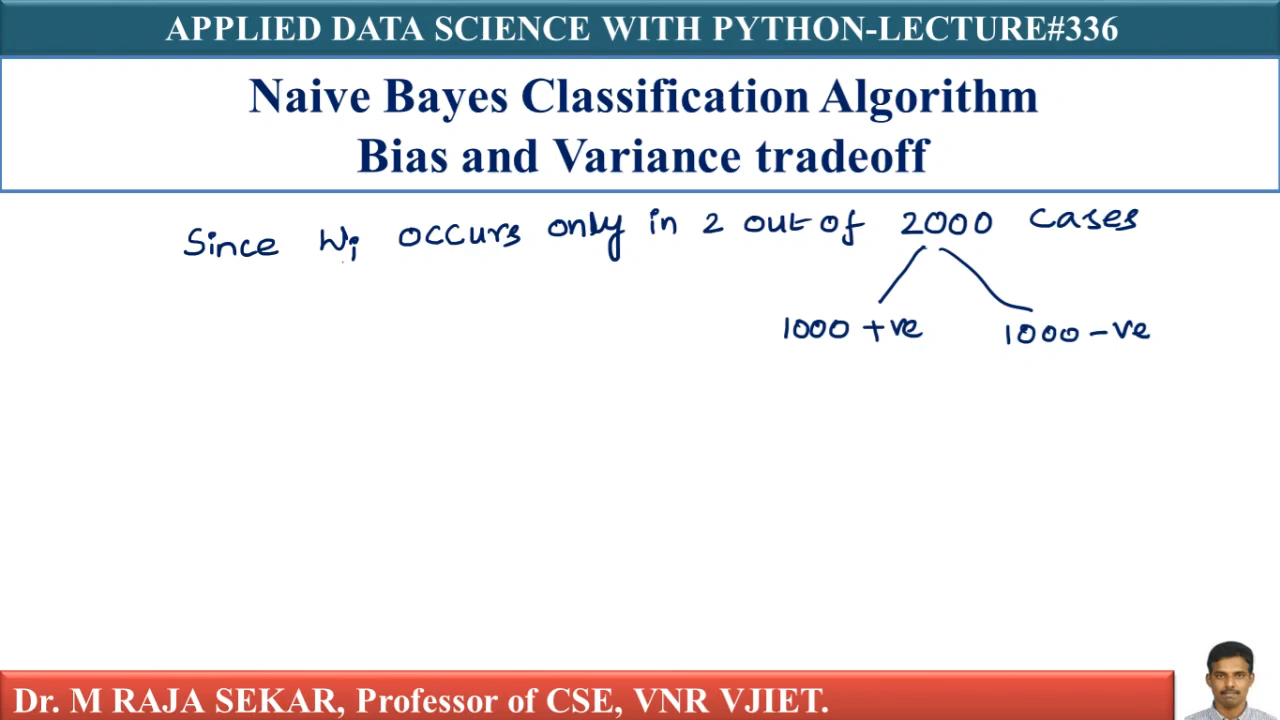 APPLIED DATA SCIENCE WITH PYTHON-LECTURE#336
Naive Bayes Classification Algorithm
Bias and Variance tradeoff
Since Wi occurs only in 2 out of 2000 cases
1000 +ve 1000 -ve
Dr. M RAJA SEKAR, Professor of CSE, VNR VJIET.